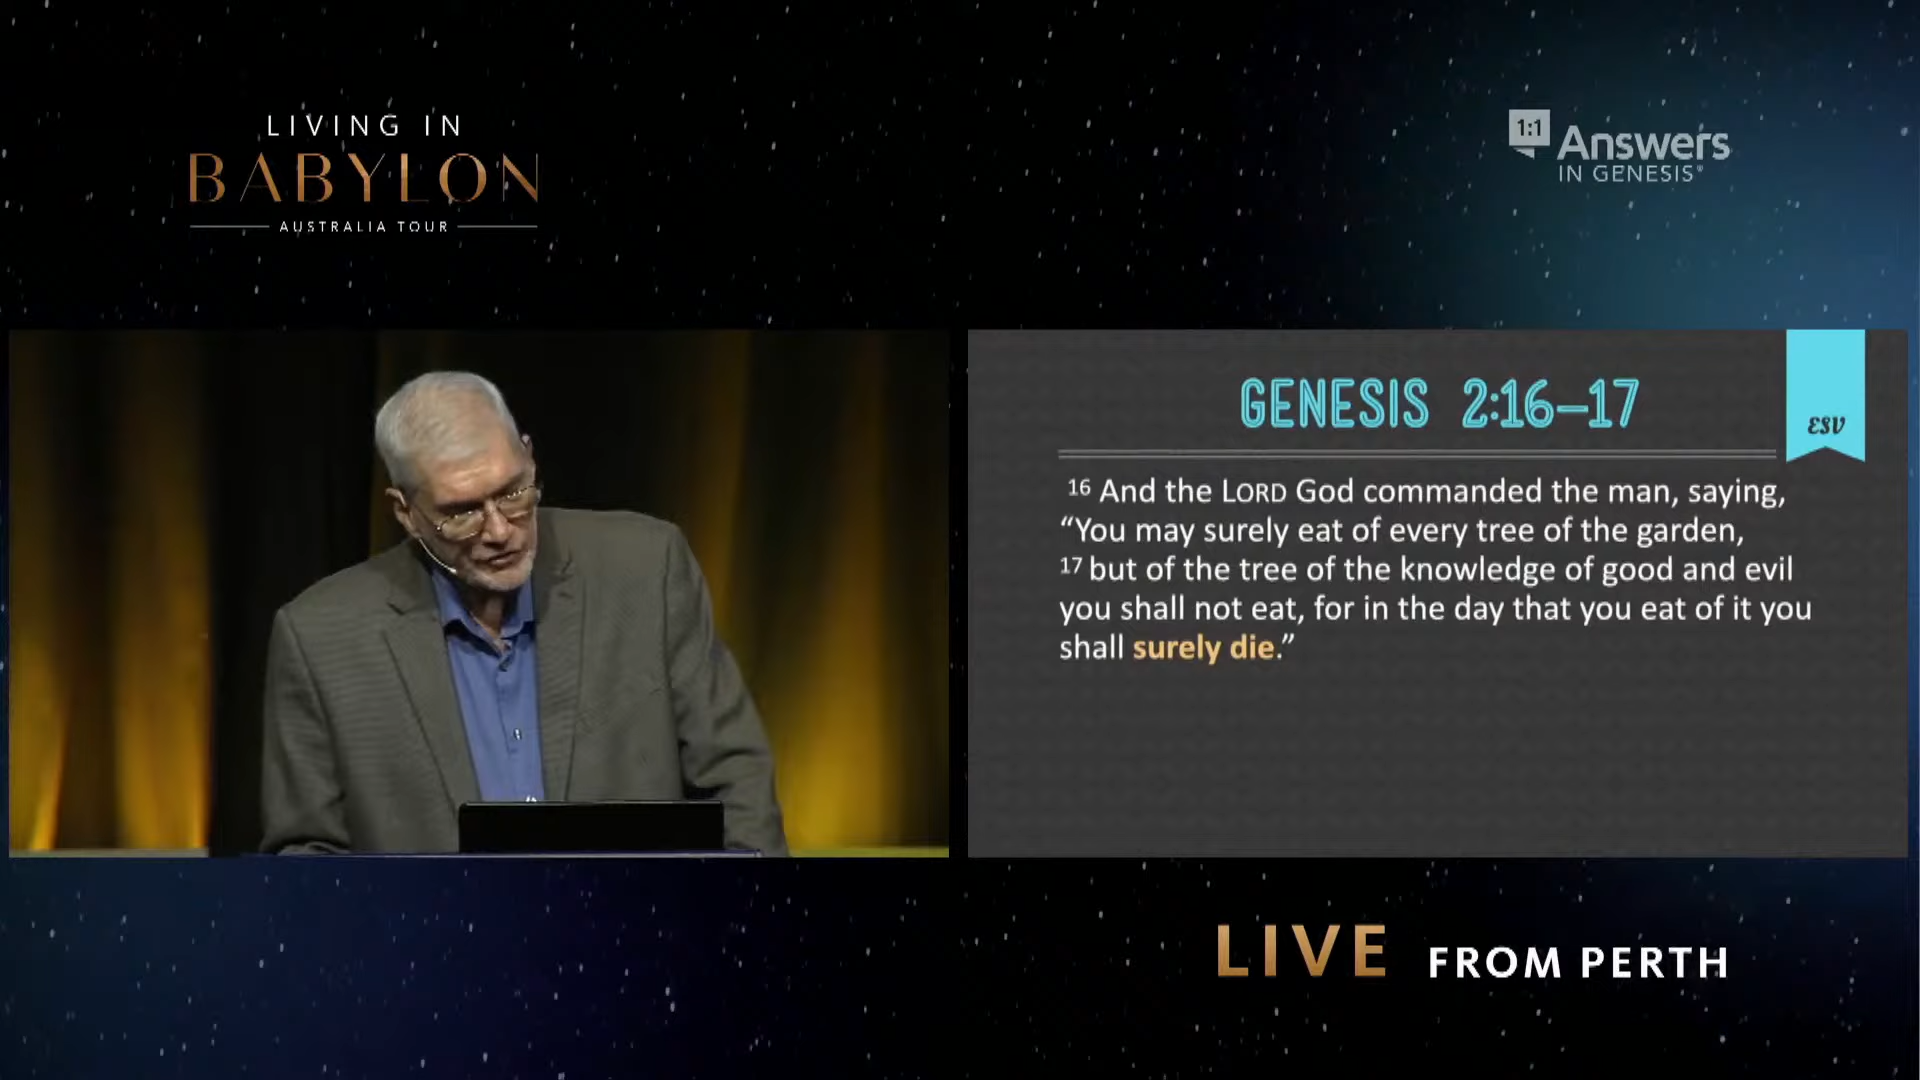 LIVING IN
BABYLON
AUSTRALIA TOUR
1:1 Answers
IN GENESIS®
GENESIS 2:16–17
ESV
16 And the LORD God commanded the man, saying,
“You may surely eat of every tree of the garden,
17 but of the tree of the knowledge of good and evil
you shall not eat, for in the day that you eat of it you
shall surely die.”
LIVE FROM PERTH